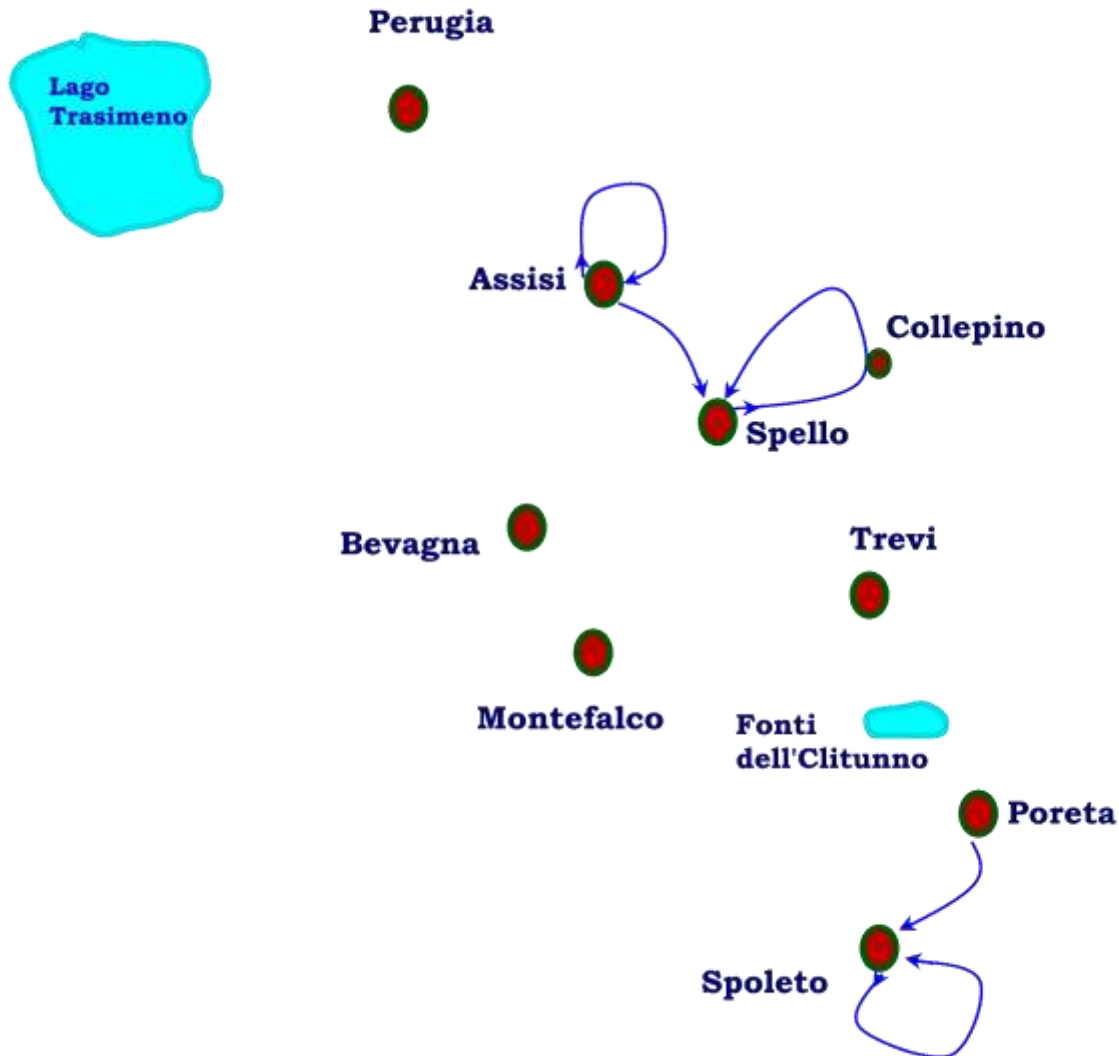 Perugia
Lago
Trasimeno
Assisi
Collepino
Spello
Bevagna
Trevi
Montefalco
Fonti
dell'Clitunno
Poreta
Spoleto